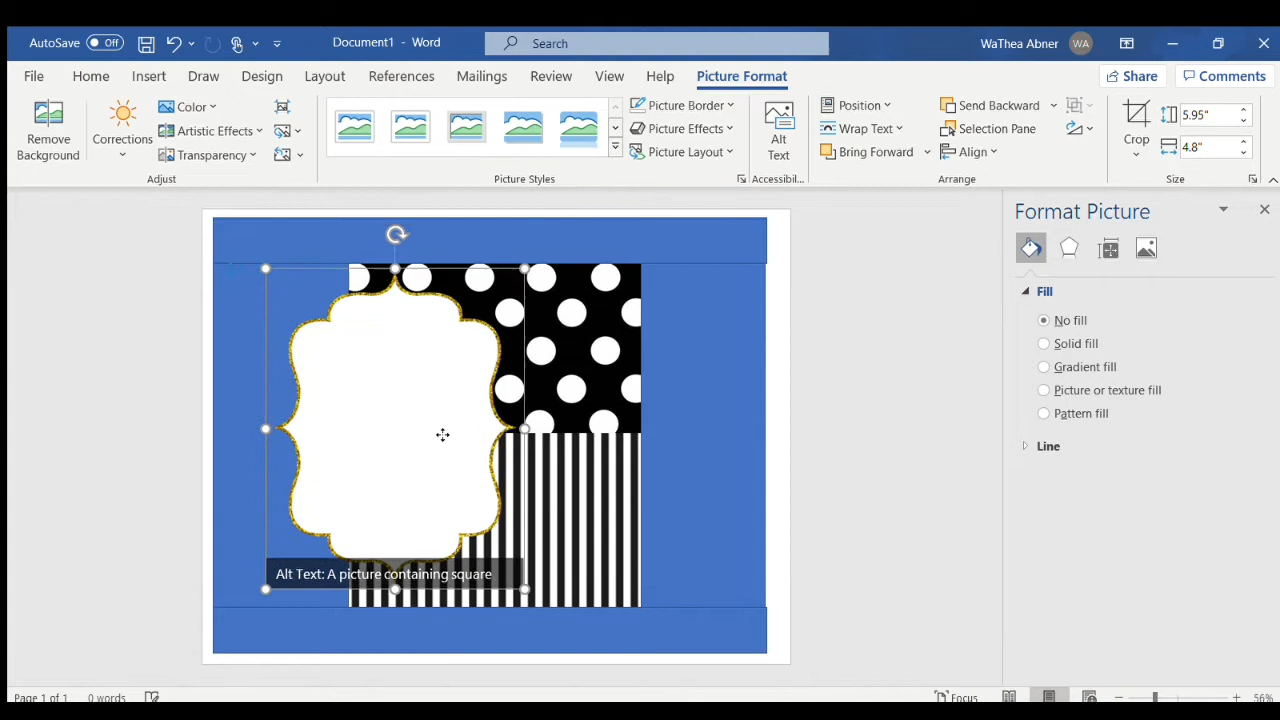 AutoSave Off Document1 - Word Search WaThea Abner WA
File Home Insert Draw Design Layout References Mailings Review View Help Picture Format Share Comments
Remove Background
Corrections
Color
Artistic Effects
Transparency
Adjust
Picture Styles
Picture Border
Picture Effects
Picture Layout
Alt Text
Accessibil...
Position
Wrap Text
Bring Forward
Send Backward
Selection Pane
Align
Arrange
Crop
5.95"
4.8"
Size
Format Picture
Fill
No fill
Solid fill
Gradient fill
Picture or texture fill
Pattern fill
Line
Alt Text: A picture containing square
Page 1 of 1 0 words Focus 56%